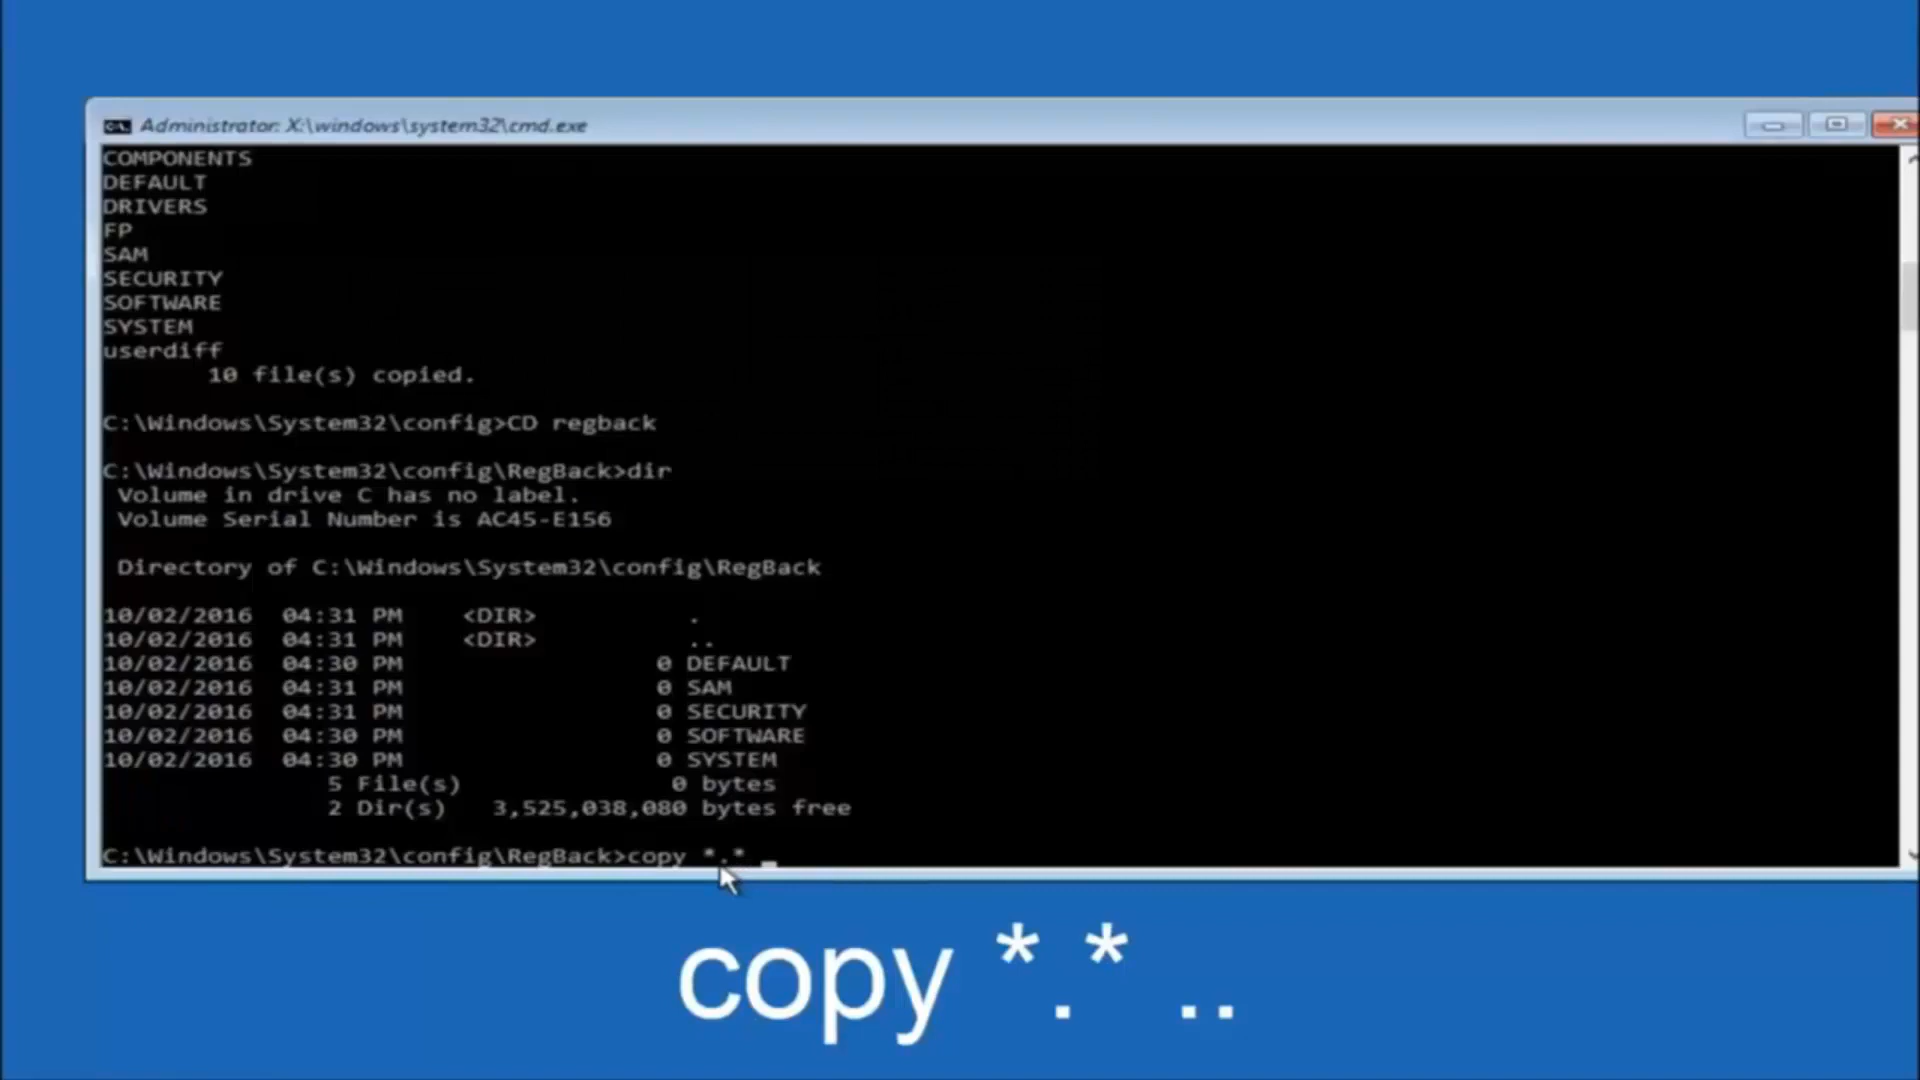 Administrator: X:\windows\system32\cmd.exe
COMPONENTS
DEFAULT
DRIVERS
FP
SAM
SECURITY
SOFTWARE
SYSTEM
userdiff
10 file(s) copied.
C:\Windows\System32\config>CD regback
C:\Windows\System32\config\RegBack>dir
Volume in drive C has no label.
Volume Serial Number is AC45-E156
Directory of C:\Windows\System32\config\RegBack
10/02/2016 04:31 PM <DIR> .
10/02/2016 04:31 PM <DIR> ..
10/02/2016 04:30 PM 0 DEFAULT
10/02/2016 04:31 PM 0 SAM
10/02/2016 04:31 PM 0 SECURITY
10/02/2016 04:30 PM 0 SOFTWARE
10/02/2016 04:30 PM 0 SYSTEM
5 File(s) 0 bytes
2 Dir(s) 3,525,038,080 bytes free
C:\Windows\System32\config\RegBack>copy *.* _
copy *.* ..